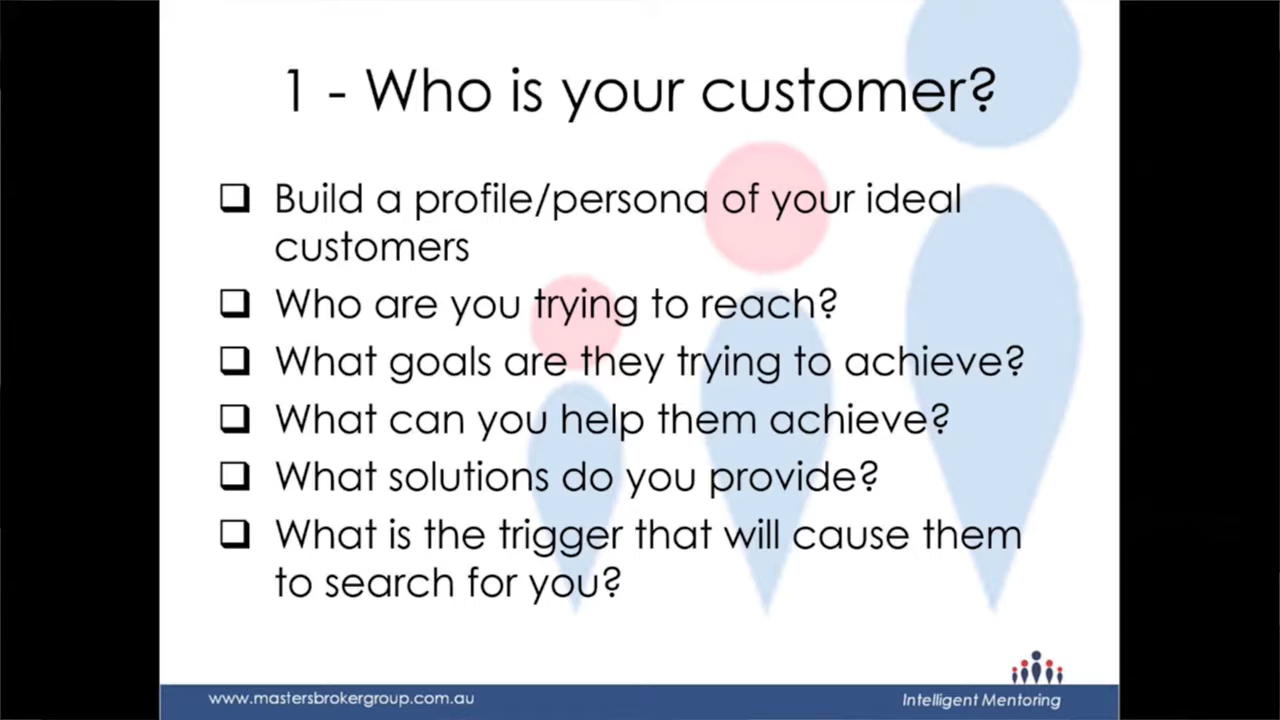 1 - Who is your customer?
Build a profile/persona of your ideal
customers
Who are you trying to reach?
What goals are they trying to achieve?
What can you help them achieve?
What solutions do you provide?
What is the trigger that will cause them
to search for you?
www.mastersbrokergroup.com.au
Intelligent Mentoring